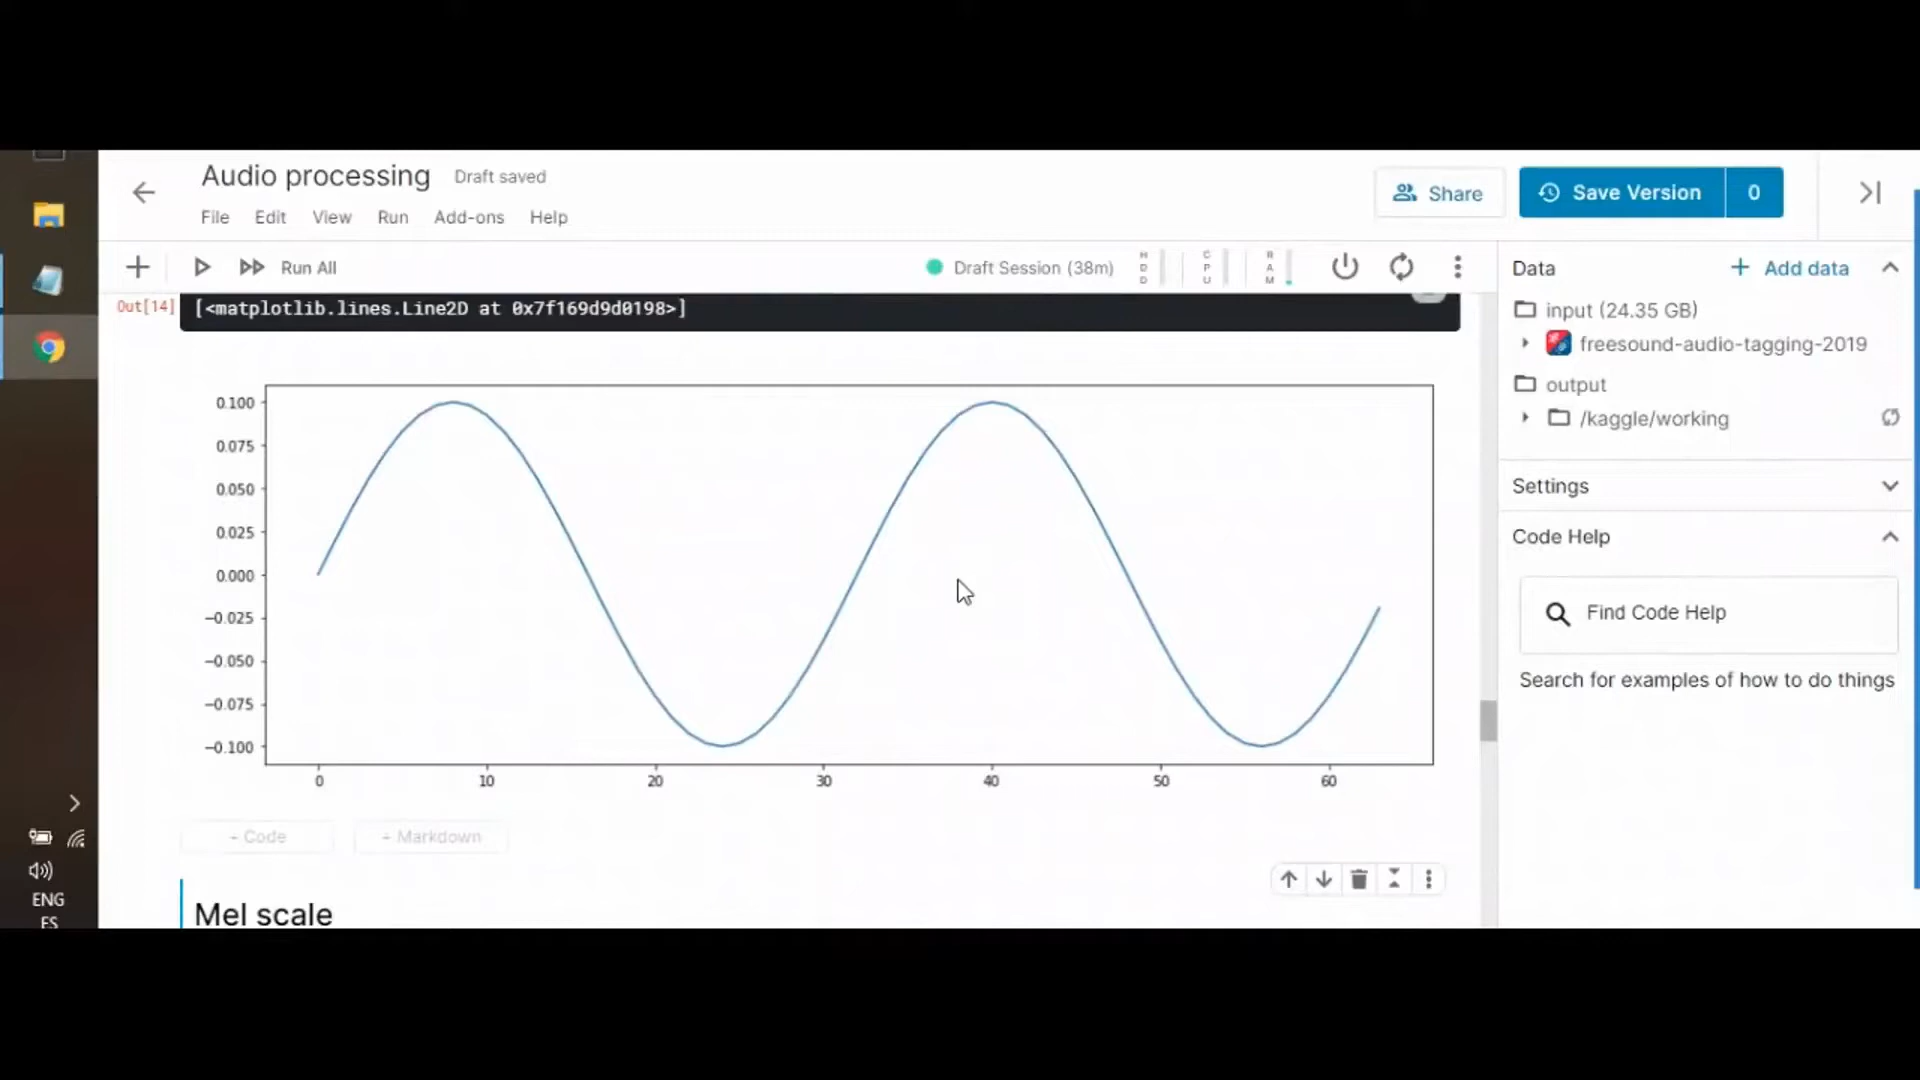 Audio processing Draft saved
File Edit View Run Add-ons Help
Share
Save Version 0
Run All
Draft Session (38m)
HDD
CPU
RAM
Out[14]
[<matplotlib.lines.Line2D at 0x7f169d9d0198>]
0.100
0.075
0.050
0.025
0.000
−0.025
−0.050
−0.075
−0.100
0 10 20 30 40 50 60
+ Code + Markdown
Mel scale
Data + Add data
input (24.35 GB)
freesound-audio-tagging-2019
output
/kaggle/working
Settings
Code Help
Find Code Help
Search for examples of how to do things
ENG
ES